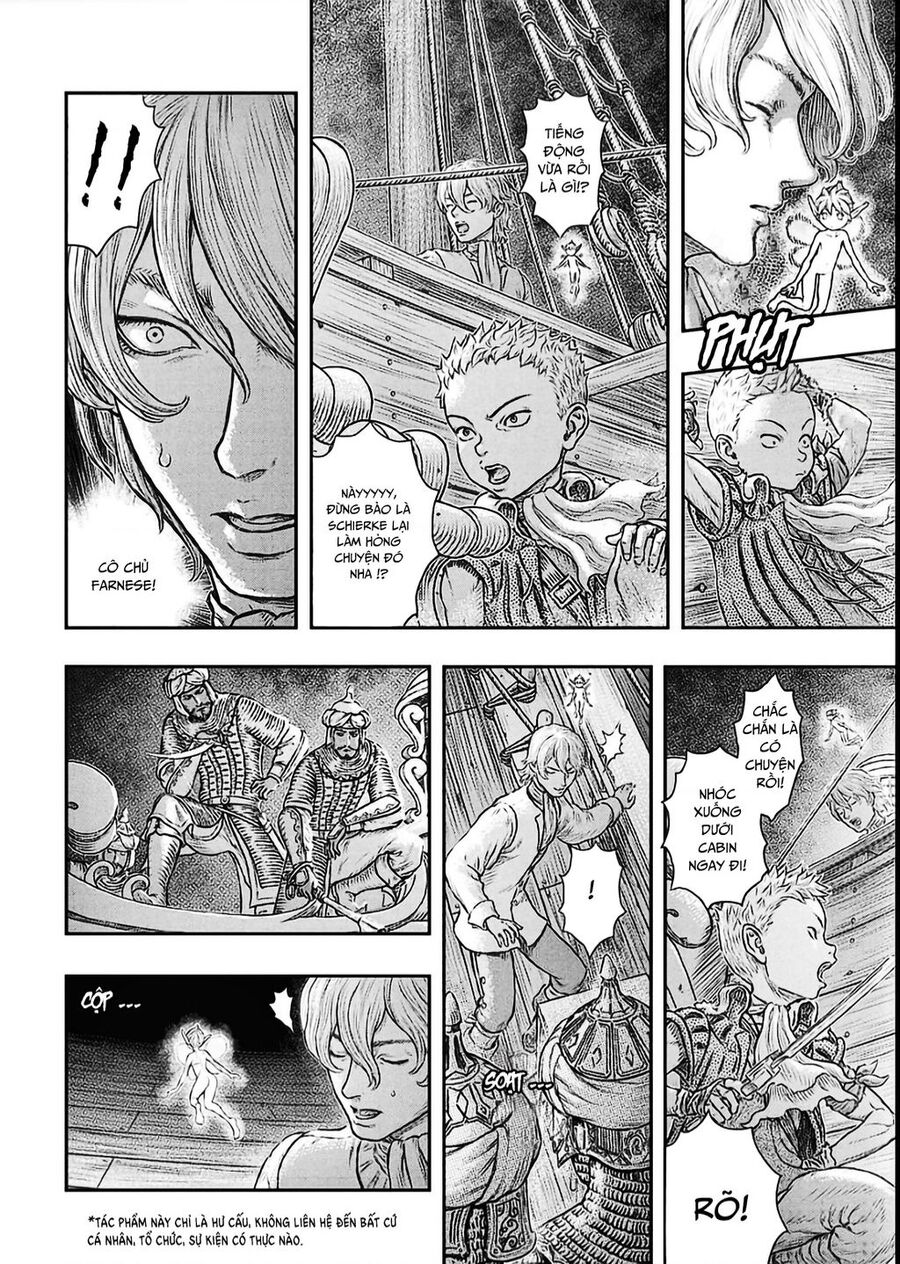 PHỤT
TIẾNG
ĐỘNG
VỪA RỒI
LÀ GÌ!?
NÀYYYYY,
ĐỪNG BẢO LÀ
SCHIERKE LẠI
LÀM HỎNG
CHUYỆN ĐÓ
NHA !?
!!
CÔ CHỦ
FARNESE!
CHẮC
CHẮN LÀ
CÓ
CHUYỆN
RỒI!
NHÓC
XUỐNG
DƯỚI
CABIN
NGAY ĐI!
RÕ!
!
SOẠT ...
CỘP ...
*TÁC PHẨM NÀY CHỈ LÀ HƯ CẤU, KHÔNG LIÊN HỆ ĐẾN BẤT CỨ
CÁ NHÂN, TỔ CHỨC, SỰ KIỆN CÓ THỰC NÀO.